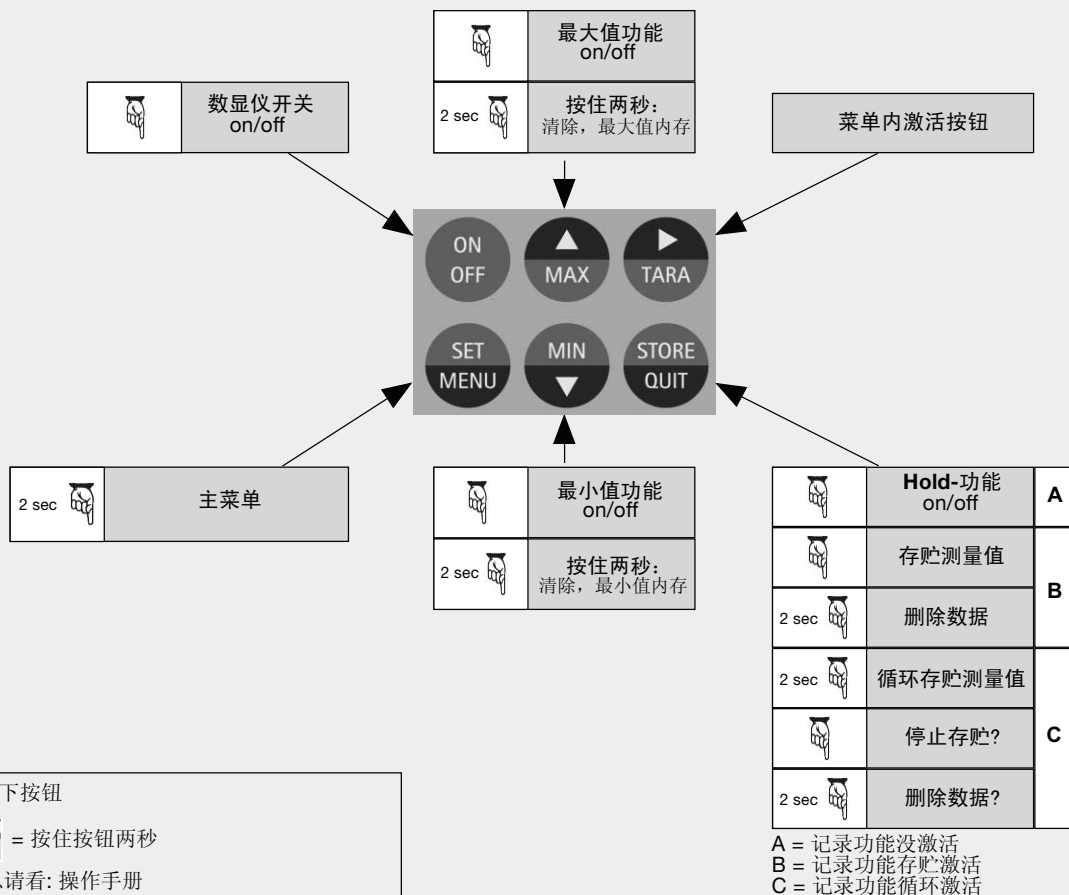 最大值功能
on/off
2 sec
按住两秒：
清除，最大值内存
数显仪开关
on/off
菜单内激活按钮
ON
OFF
MAX
TARA
SET
MENU
MIN
STORE
QUIT
2 sec
主菜单
最小值功能
on/off
2 sec
按住两秒：
清除，最小值内存
Hold-功能
on/off
A
存贮测量值
2 sec
删除数据
B
2 sec
循环存贮测量值
停止存贮?
2 sec
删除数据?
C
A = 记录功能没激活
B = 记录功能存贮激活
C = 记录功能循环激活
下按钮
= 按住按钮两秒
请看: 操作手册